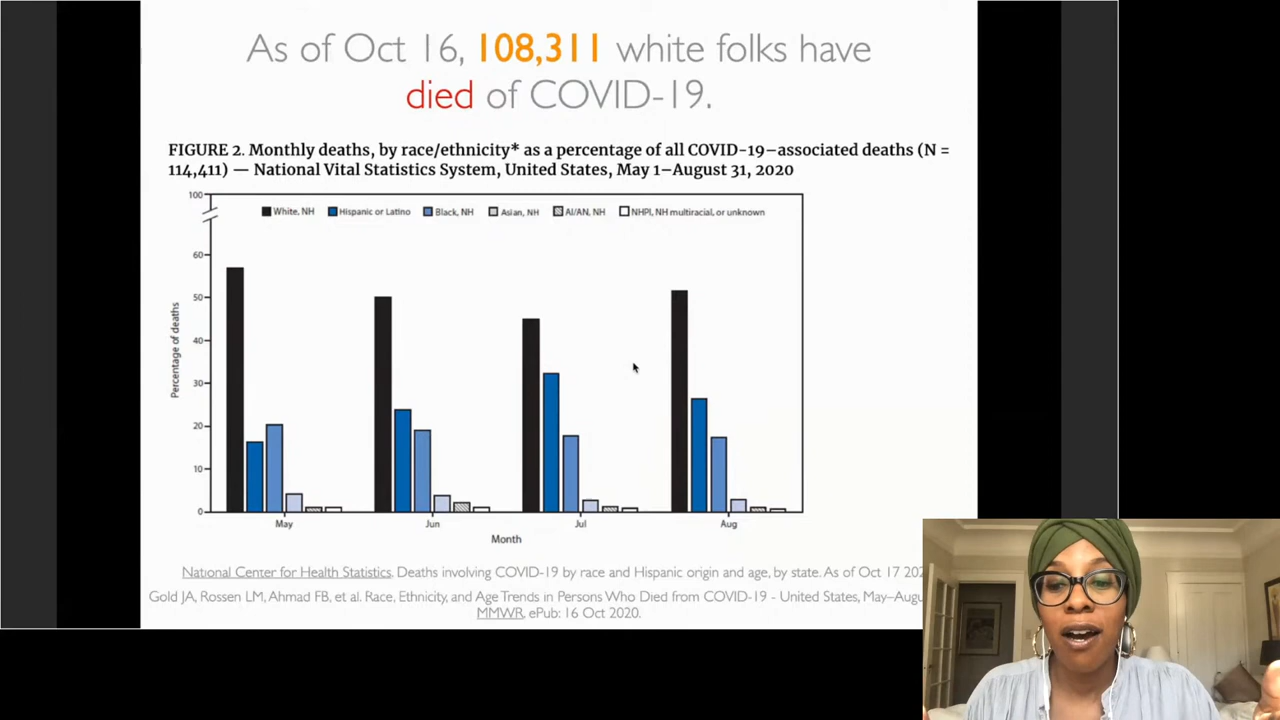 As of Oct 16, 108,311 white folks have
died of COVID-19.
FIGURE 2. Monthly deaths, by race/ethnicity* as a percentage of all COVID-19–associated deaths (N =
114,411) — National Vital Statistics System, United States, May 1–August 31, 2020
100
White, NH Hispanic or Latino Black, NH Asian, NH AI/AN, NH NHPI, NH multiracial, or unknown
60
50
40
30
20
10
0
Percentage of deaths
May Jun Jul Aug
Month
National Center for Health Statistics. Deaths involving COVID-19 by race and Hispanic origin and age, by state. As of Oct 17
Gold JA, Rossen LM, Ahmad FB, et al. Race, Ethnicity, and Age Trends in Persons Who Died from COVID-19 - United States,
MMWR, ePub: 16 Oct 2020.